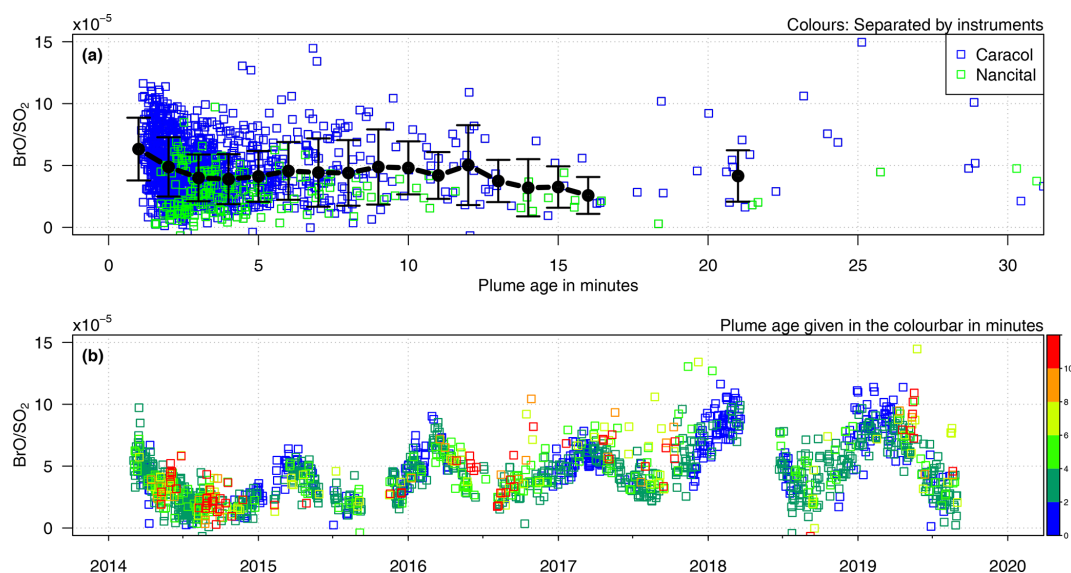 x10⁻⁵
Colours: Separated by instruments
15
(a)
Caracol
Nancital
10
BrO/SO₂
5
0
0 5 10 15 20 25 30
Plume age in minutes
x10⁻⁵
Plume age given in the colourbar in minutes
15
(b)
10
BrO/SO₂
5
0
10
8
6
4
2
0
2014 2015 2016 2017 2018 2019 2020